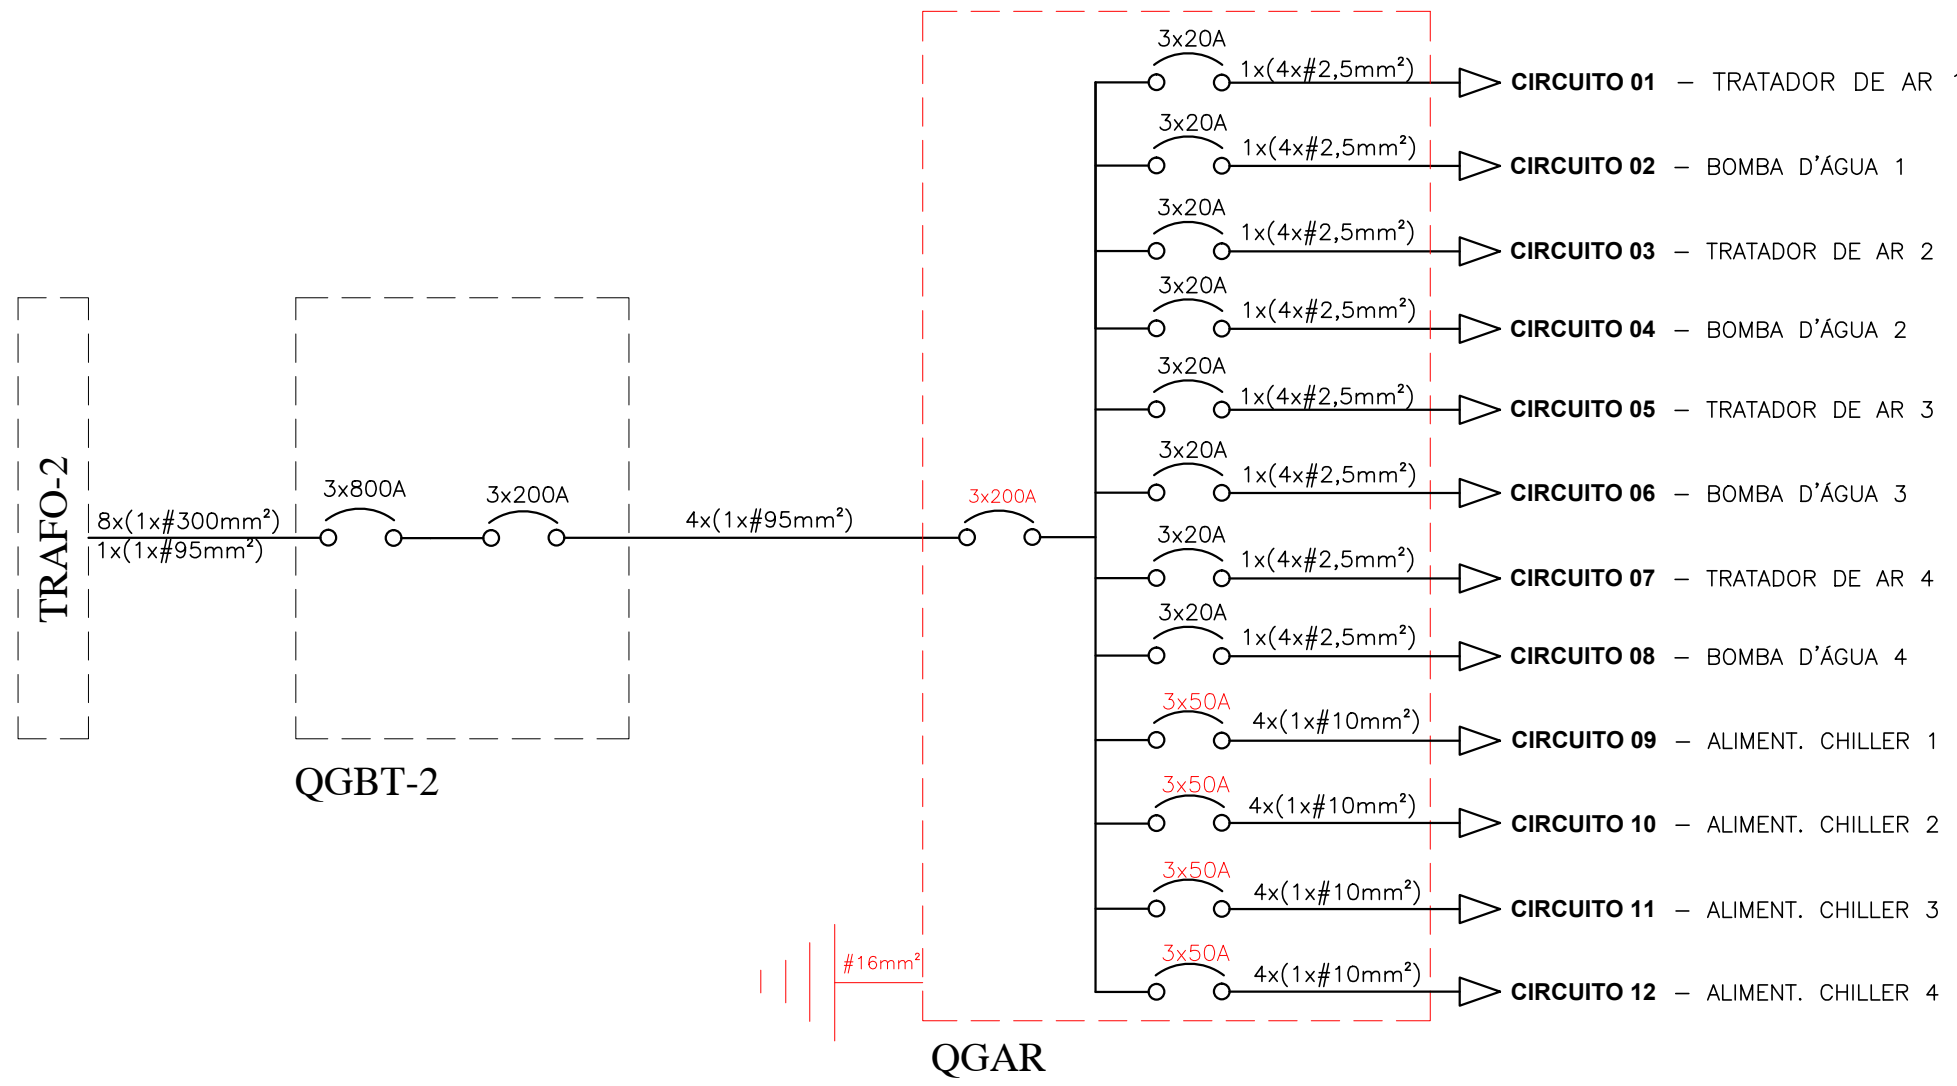 3x20A
1x(4x#2,5mm²)
CIRCUITO 01 – TRATADOR DE AR 1
3x20A
1x(4x#2,5mm²)
CIRCUITO 02 – BOMBA D'ÁGUA 1
3x20A
1x(4x#2,5mm²)
CIRCUITO 03 – TRATADOR DE AR 2
3x20A
1x(4x#2,5mm²)
CIRCUITO 04 – BOMBA D'ÁGUA 2
3x20A
1x(4x#2,5mm²)
CIRCUITO 05 – TRATADOR DE AR 3
3x20A
1x(4x#2,5mm²)
CIRCUITO 06 – BOMBA D'ÁGUA 3
TRAFO-2
8x(1x#300mm²)
1x(1x#95mm²)
3x800A
3x200A
4x(1x#95mm²)
3x200A
3x20A
1x(4x#2,5mm²)
CIRCUITO 07 – TRATADOR DE AR 4
3x20A
1x(4x#2,5mm²)
CIRCUITO 08 – BOMBA D'ÁGUA 4
3x50A
4x(1x#10mm²)
CIRCUITO 09 – ALIMENT. CHILLER 1
QGBT-2
3x50A
4x(1x#10mm²)
CIRCUITO 10 – ALIMENT. CHILLER 2
3x50A
4x(1x#10mm²)
CIRCUITO 11 – ALIMENT. CHILLER 3
#16mm²
3x50A
4x(1x#10mm²)
CIRCUITO 12 – ALIMENT. CHILLER 4
QGAR